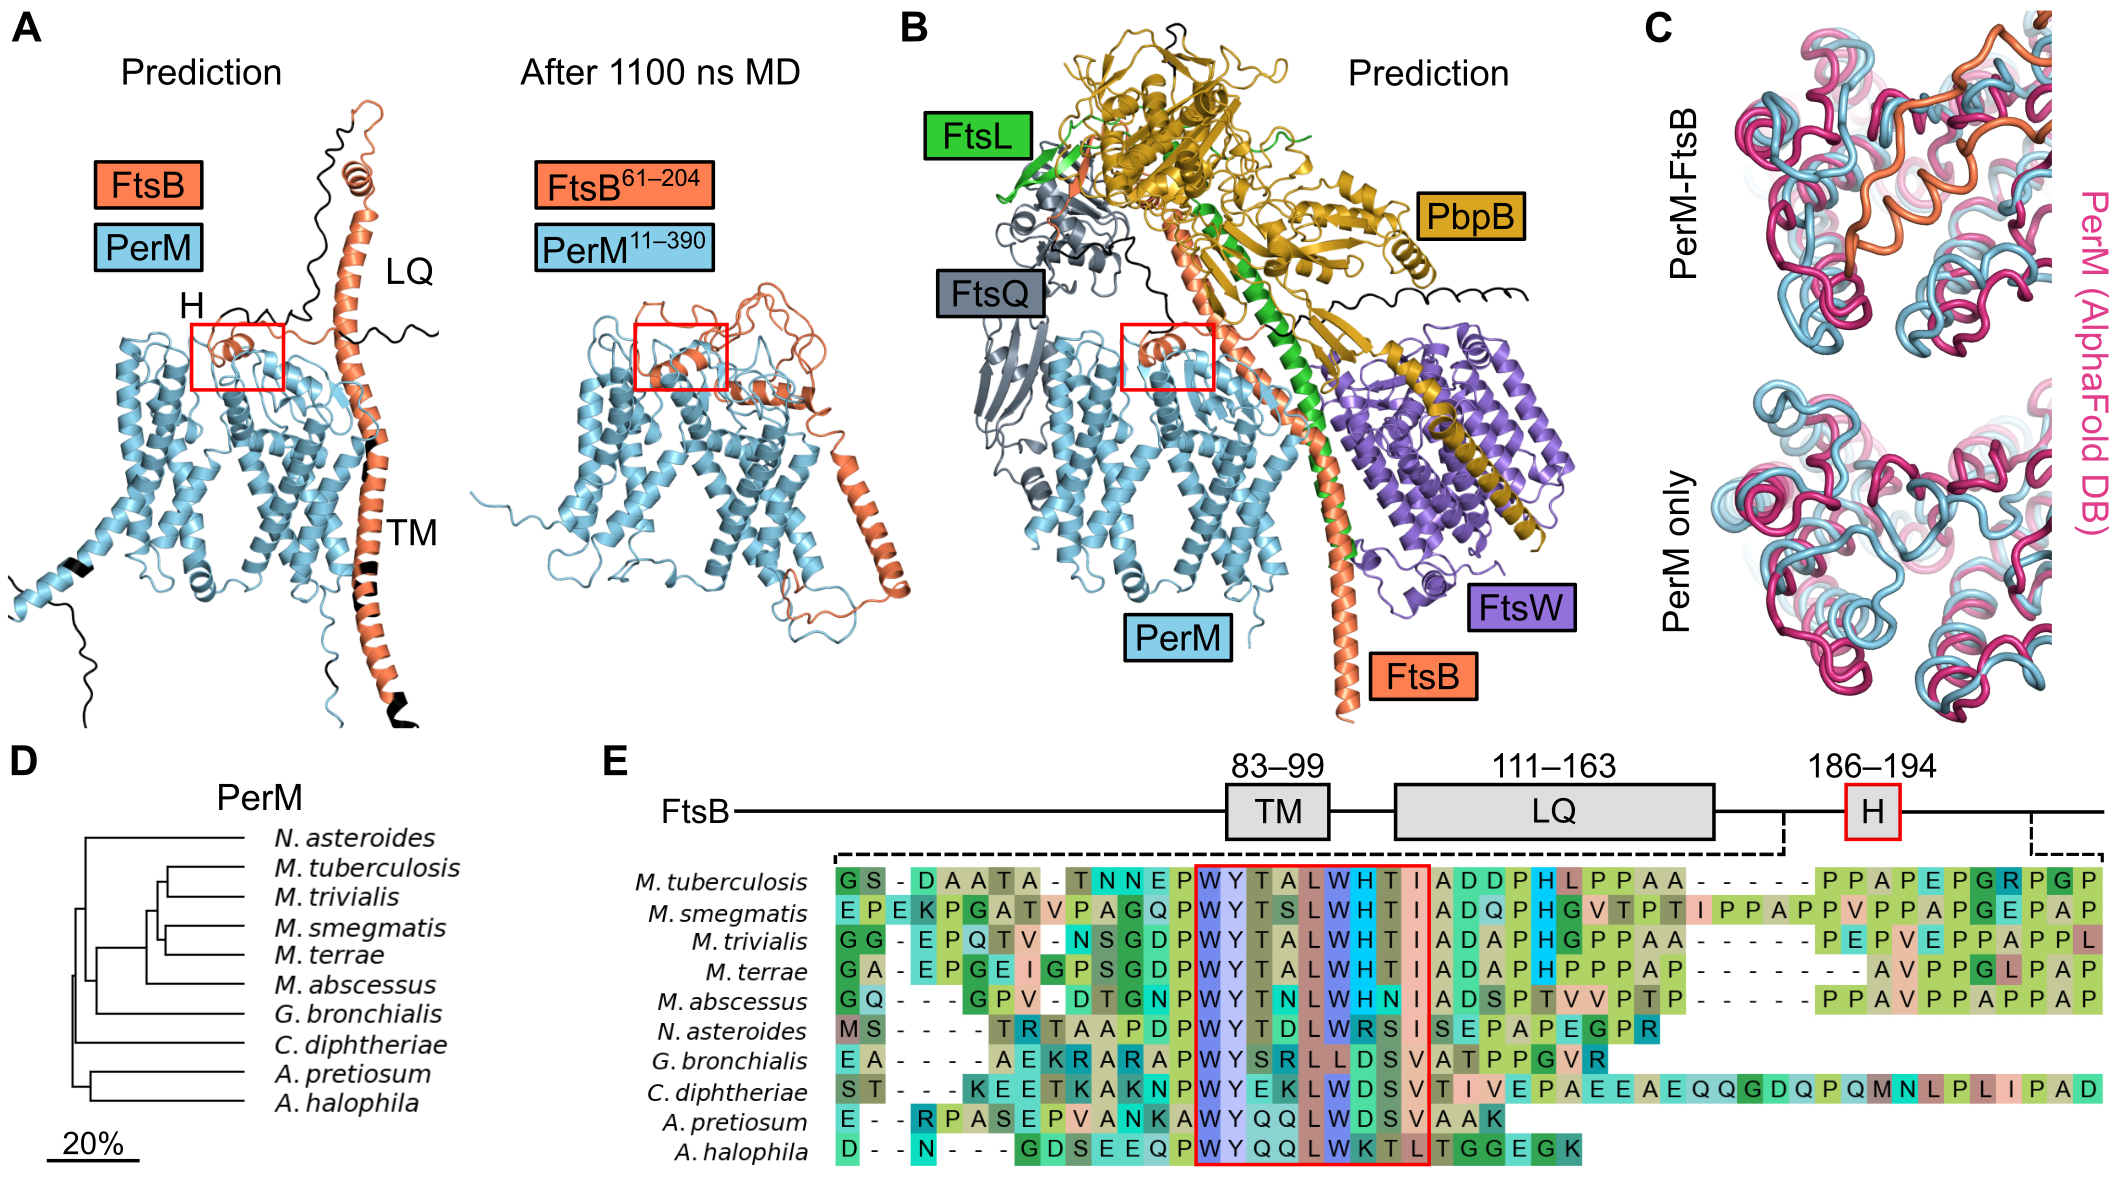 A
Prediction
After 1100 ns MD
FtsB
PerM
H
LQ
TM
FtsB61–204
PerM11–390
B
Prediction
FtsL
PbpB
FtsQ
PerM
FtsW
FtsB
C
PerM-FtsB
PerM only
PerM (AlphaFold DB)
D
PerM
N. asteroides
M. tuberculosis
M. trivialis
M. smegmatis
M. terrae
M. abscessus
G. bronchialis
C. diphtheriae
A. pretiosum
A. halophila
20%
E
83–99 111–163 186–194
FtsB TM LQ H
M. tuberculosis G S - D A A T A - T N N E P W Y T A L W H T I A D D P H L P P A A - - - - - P P A P E P G R P G P
M. smegmatis E P E K P G A T V P A G Q P W Y T S L W H T I A D Q P H G V T P T I P P A P P V P P A P G E P A P
M. trivialis G G - E P Q T V - N S G D P W Y T A L W H T I A D A P H G P P A A - - - - - P E P V E P P A P P L
M. terrae G A - E P G E I G P S G D P W Y T A L W H T I A D A P H P P P A P - - - - - - - A V P P G L P A P
M. abscessus G Q - - - G P V - D T G N P W Y T N L W H N I A D S P T V V P T P - - - - - P P A V P P A P P A P
N. asteroides M S - - - - T R T A A P D P W Y T D L W R S I S E P A P E G P R
G. bronchialis E A - - - - A E K R A R A P W Y S R L L D S V A T P P G V R
C. diphtheriae S T - - - K E E T K A K N P W Y E K L W D S V T I V E P A E E A E Q Q G D Q P Q M N L P L I P A D
A. pretiosum E - - R P A S E P V A N K A W Y Q Q L W D S V A A K
A. halophila D - - N - - - G D S E E Q P W Y Q Q L W K T L T G G E G K